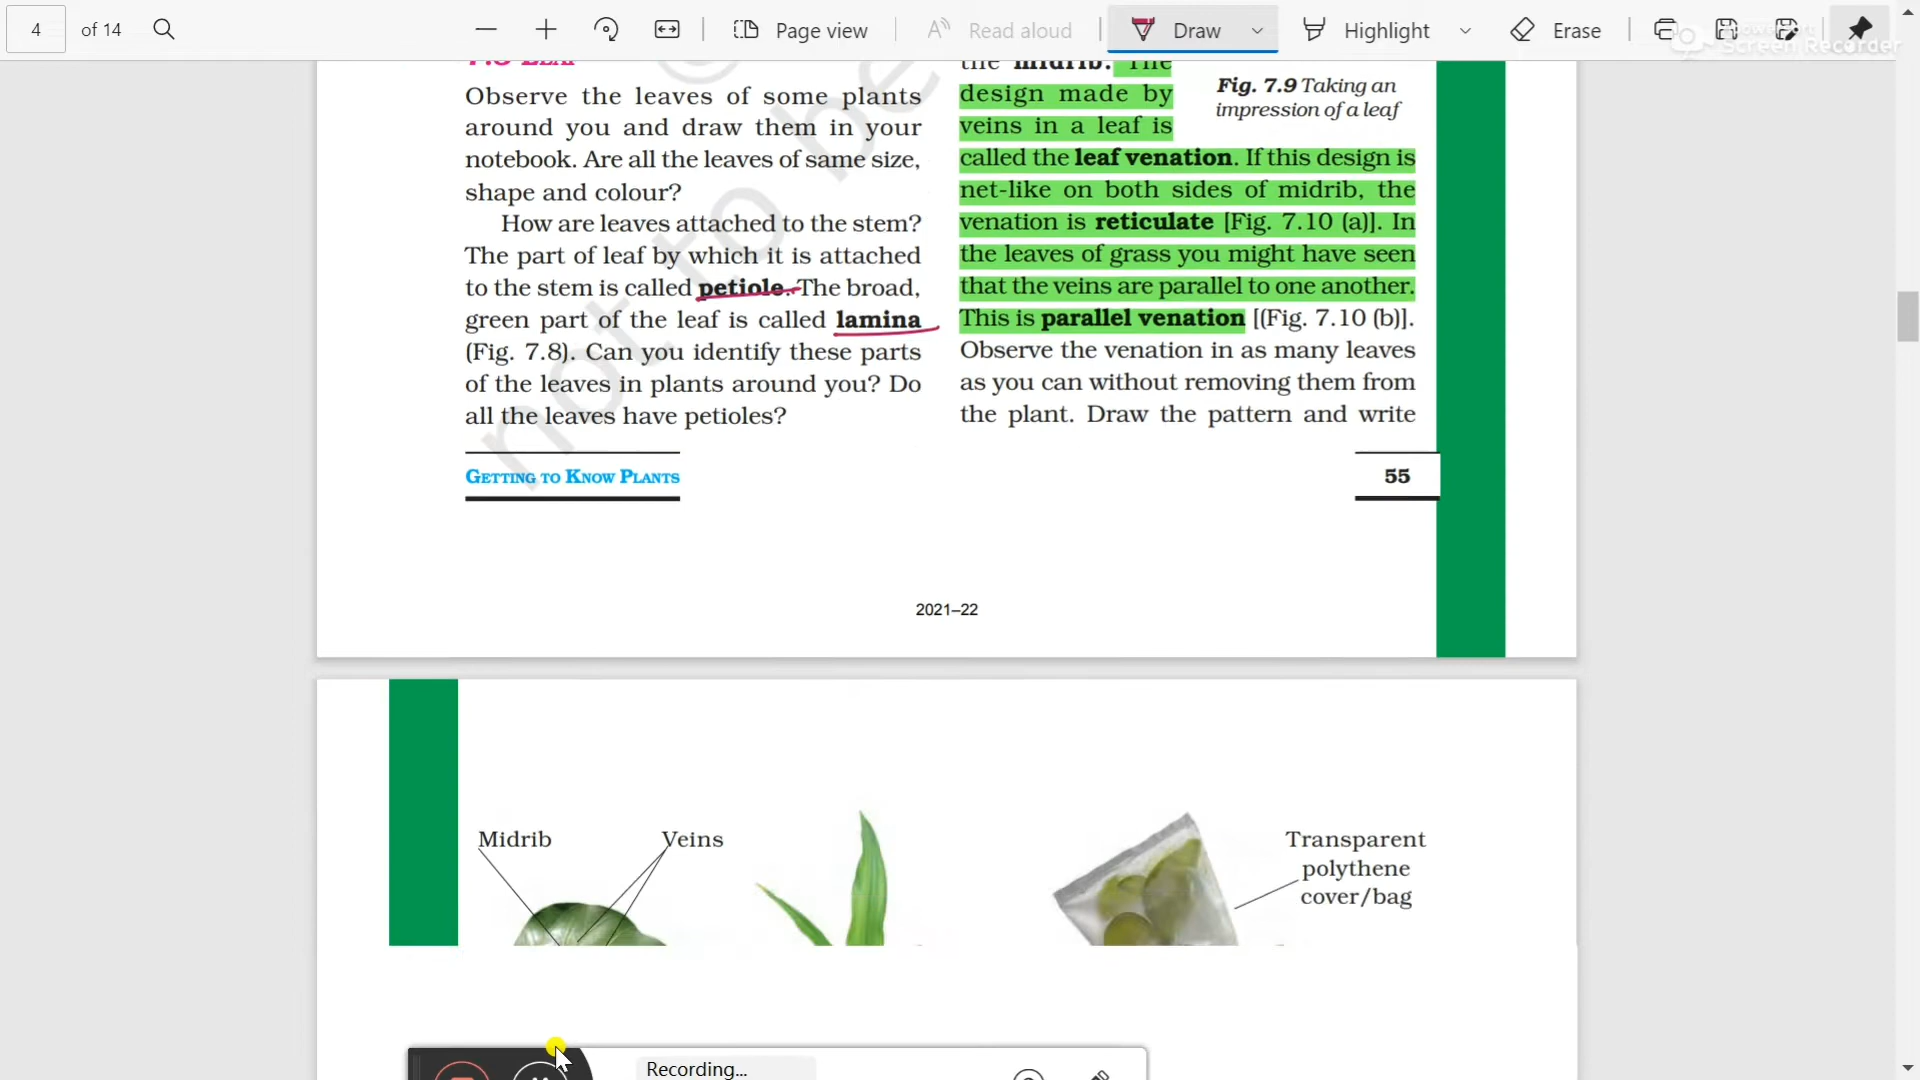 4 of 14
Page view
Read aloud
Draw
Highlight
Erase
Screen Recorder
7.3 LEAF
Observe the leaves of some plants
around you and draw them in your
notebook. Are all the leaves of same size,
shape and colour?
How are leaves attached to the stem?
The part of leaf by which it is attached
to the stem is called petiole. The broad,
green part of the leaf is called lamina
(Fig. 7.8). Can you identify these parts
of the leaves in plants around you? Do
all the leaves have petioles?
the midrib. The
design made by
veins in a leaf is
called the leaf venation. If this design is
net-like on both sides of midrib, the
venation is reticulate [Fig. 7.10 (a)]. In
the leaves of grass you might have seen
that the veins are parallel to one another.
This is parallel venation [(Fig. 7.10 (b)].
Observe the venation in as many leaves
as you can without removing them from
the plant. Draw the pattern and write
Fig. 7.9 Taking an
impression of a leaf
not to be
GETTING TO KNOW PLANTS
55
2021–22
Midrib
Veins
Transparent
polythene
cover/bag
Recording...